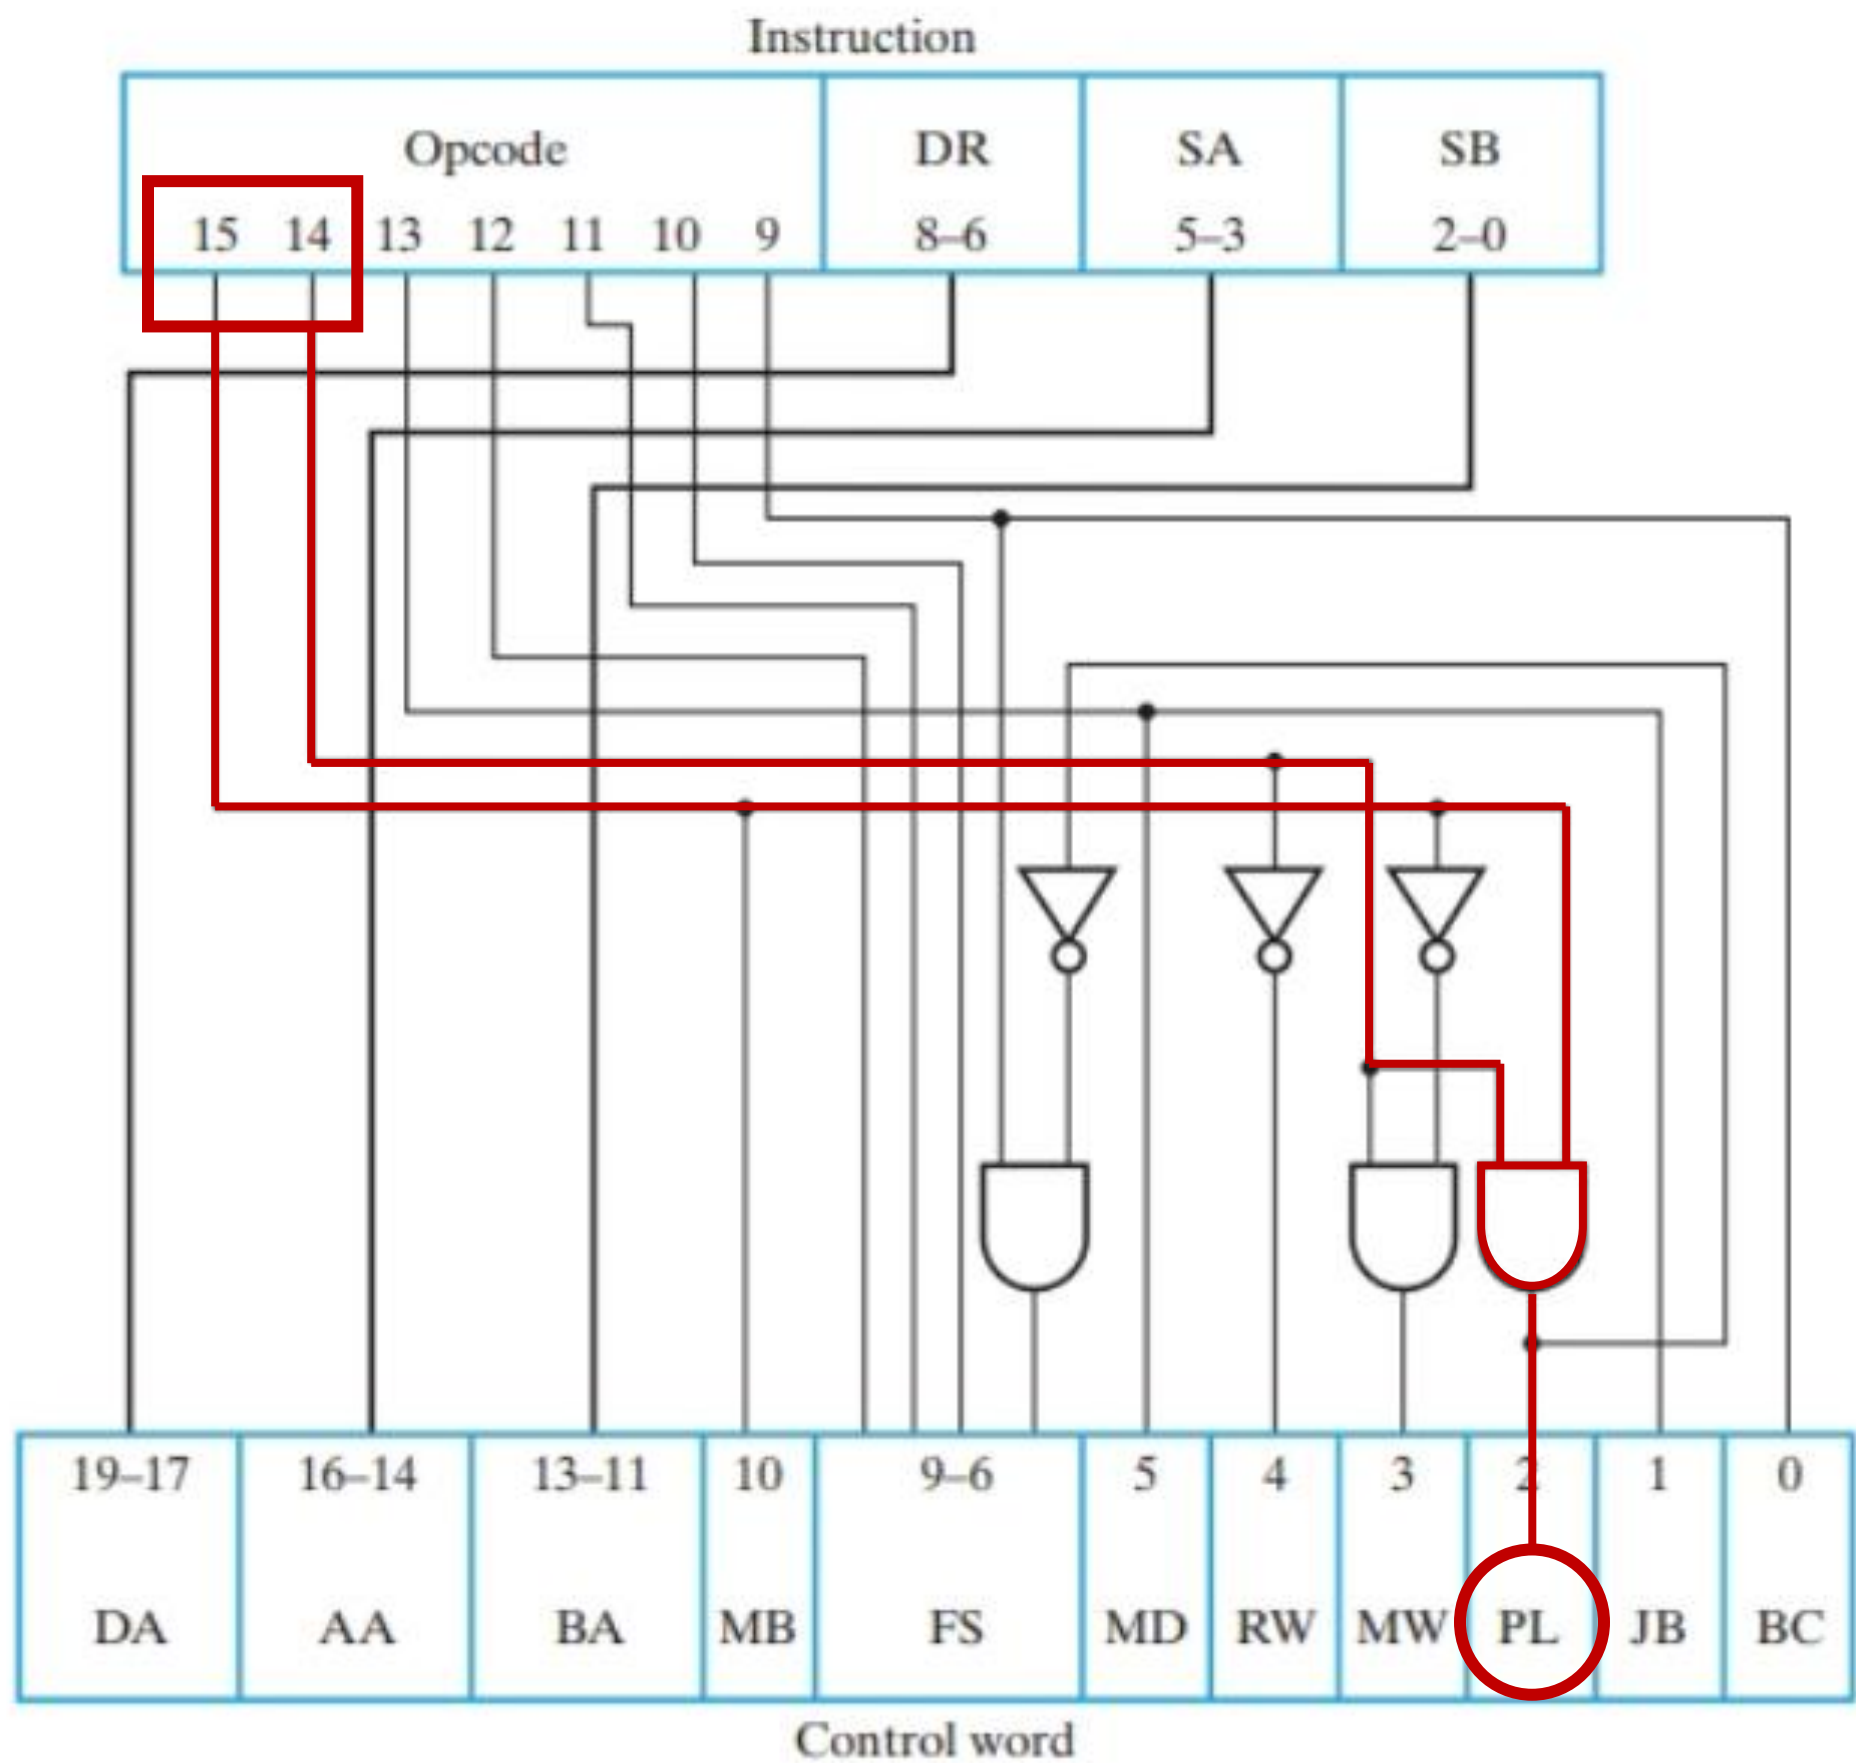 Instruction
Opcode DR SA SB
15 14 13 12 11 10 9 8–6 5–3 2–0
19–17 16–14 13–11 10 9–6 5 4 3 2 1 0
DA AA BA MB FS MD RW MW PL JB BC
Control word